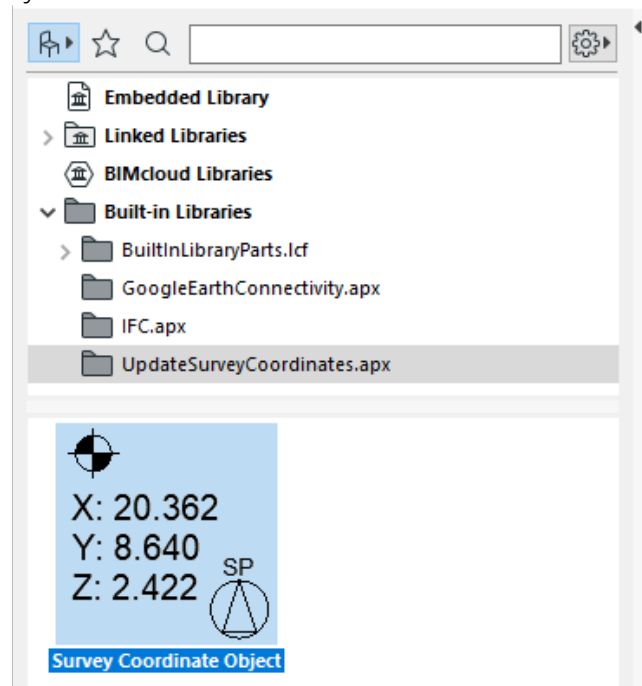 Embedded Library
Linked Libraries
BIMcloud Libraries
Built-in Libraries
BuiltInLibraryParts.lcf
GoogleEarthConnectivity.apx
IFC.apx
UpdateSurveyCoordinates.apx
X: 20.362
Y: 8.640
Z: 2.422
SP
Survey Coordinate Object